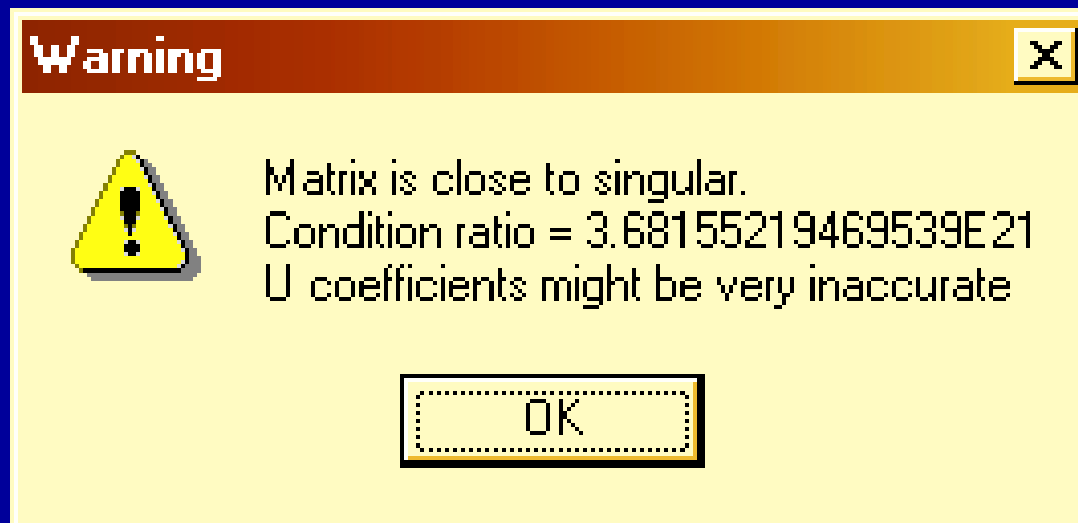 Warning
Matrix is close to singular.
Condition ratio = 3.68155219469539E21
U coefficients might be very inaccurate
OK